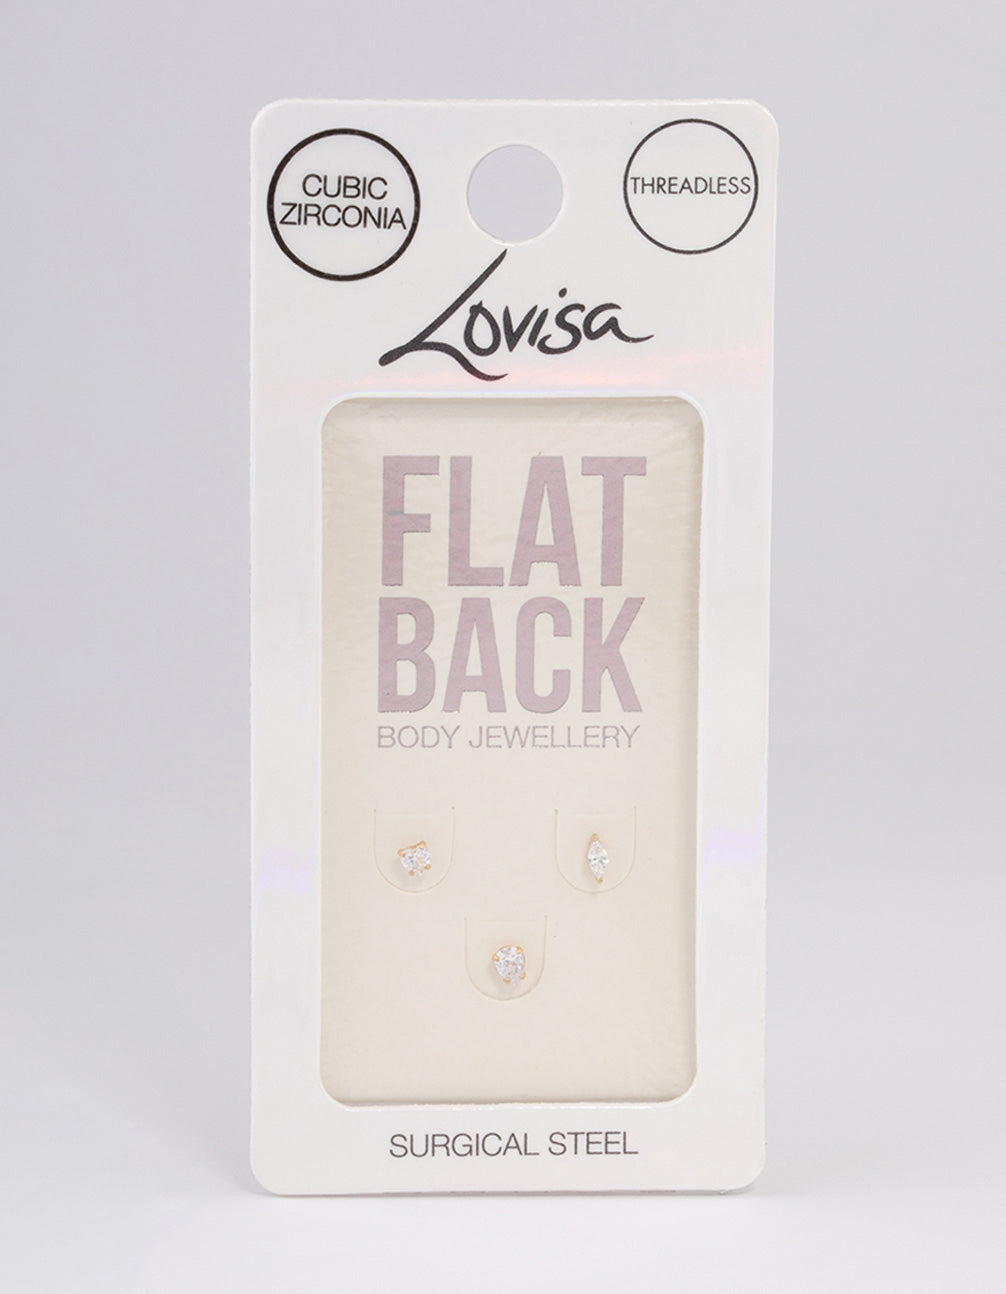 CUBIC
ZIRCONIA
THREADLESS
Lovisa
FLAT
BACK
BODY JEWELLERY
SURGICAL STEEL